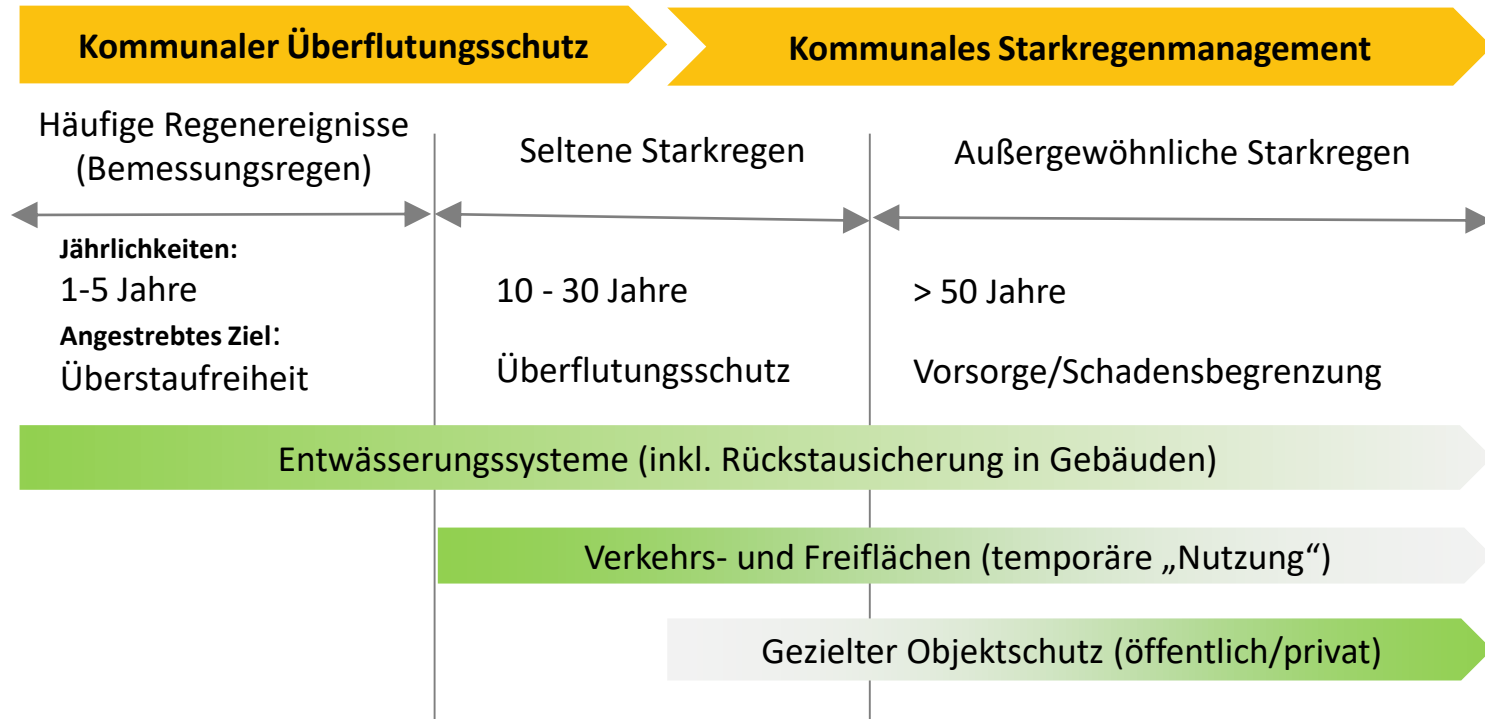 Kommunaler Überflutungsschutz
Kommunales Starkregenmanagement
Häufige Regenereignisse
(Bemessungsregen)
Seltene Starkregen
Außergewöhnliche Starkregen
Jährlichkeiten:
1-5 Jahre
10 - 30 Jahre
> 50 Jahre
Angestrebtes Ziel:
Überstaufreiheit
Überflutungsschutz
Vorsorge/Schadensbegrenzung
Entwässerungssysteme (inkl. Rückstausicherung in Gebäuden)
Verkehrs- und Freiflächen (temporäre „Nutzung“)
Gezielter Objektschutz (öffentlich/privat)